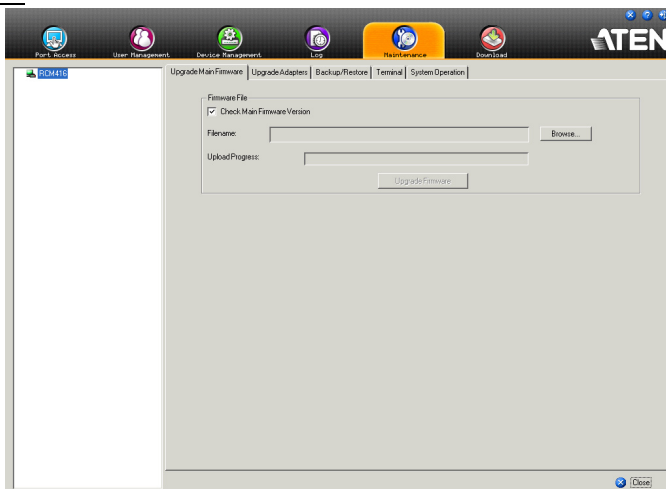 ATEN
Port Access
User Management
Device Management
Log
Maintenance
Download
RCM416
Upgrade Main Firmware
Upgrade Adapters
Backup/Restore
Terminal
System Operation
Firmware File
Check Main Firmware Version
Filename:
Browse...
Upload Progress:
Upgrade Firmware
Close